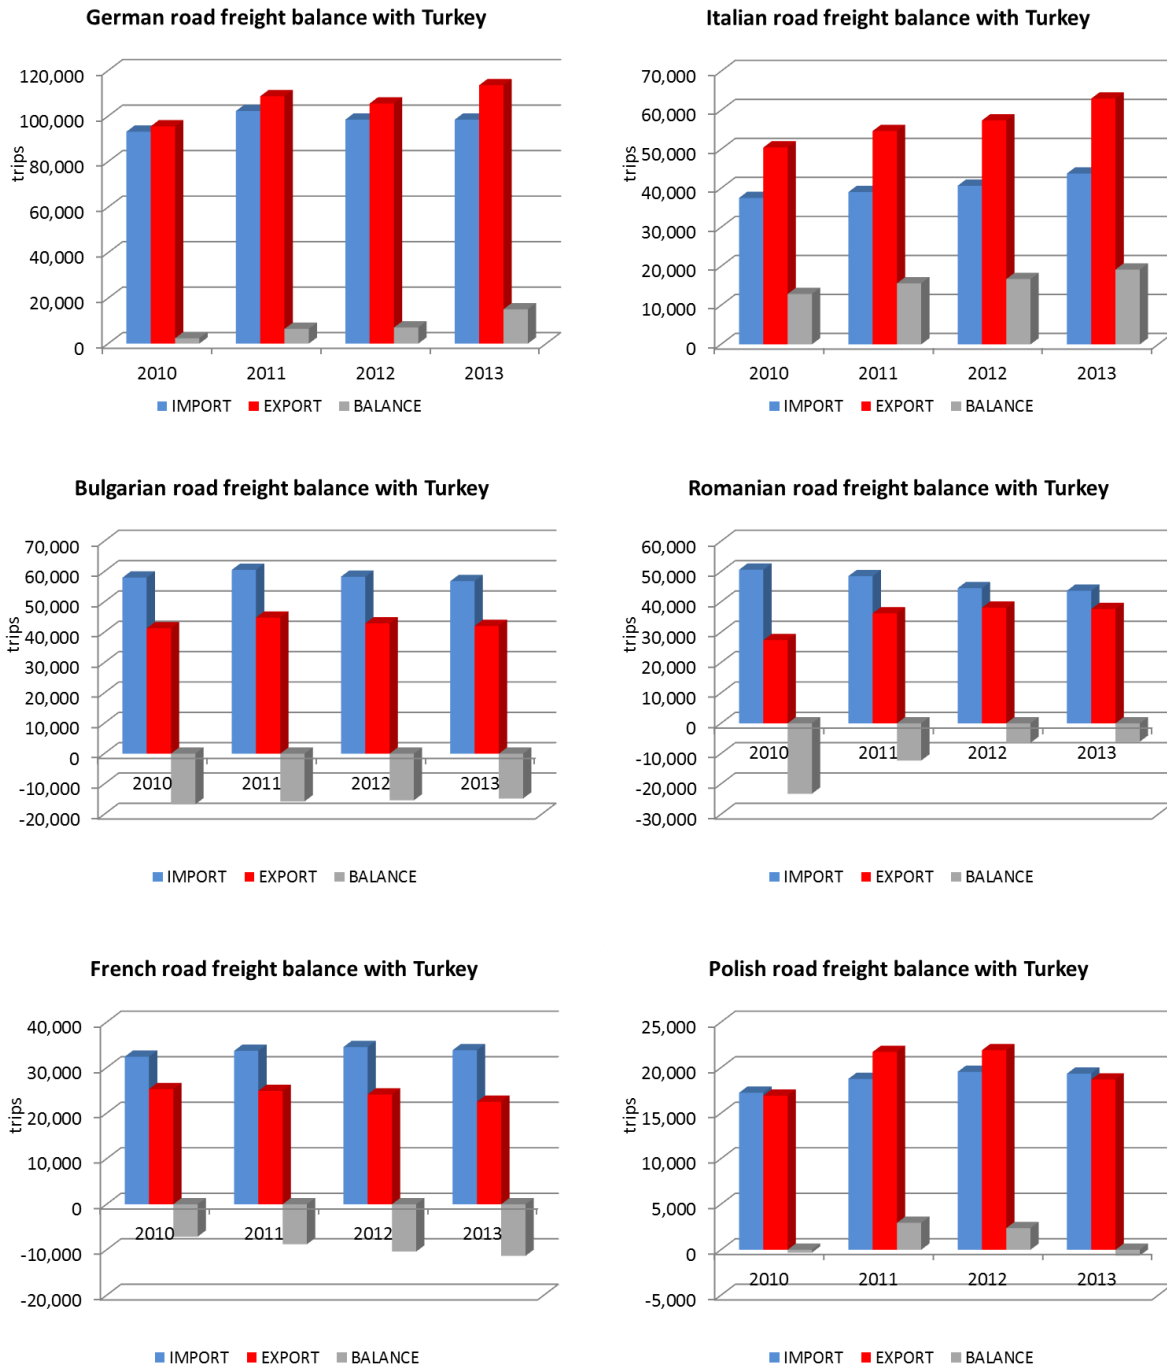 German road freight balance with Turkey
trips
120,000
100,000
80,000
60,000
40,000
20,000
0
2010 2011 2012 2013
IMPORT EXPORT BALANCE
Italian road freight balance with Turkey
trips
70,000
60,000
50,000
40,000
30,000
20,000
10,000
0
2010 2011 2012 2013
IMPORT EXPORT BALANCE
Bulgarian road freight balance with Turkey
trips
70,000
60,000
50,000
40,000
30,000
20,000
10,000
0
-10,000
-20,000
2010 2011 2012 2013
IMPORT EXPORT BALANCE
Romanian road freight balance with Turkey
trips
60,000
50,000
40,000
30,000
20,000
10,000
0
-10,000
-20,000
-30,000
2010 2011 2012 2013
IMPORT EXPORT BALANCE
French road freight balance with Turkey
trips
40,000
30,000
20,000
10,000
0
-10,000
-20,000
2010 2011 2012 2013
IMPORT EXPORT BALANCE
Polish road freight balance with Turkey
trips
25,000
20,000
15,000
10,000
5,000
0
-5,000
2010 2011 2012 2013
IMPORT EXPORT BALANCE